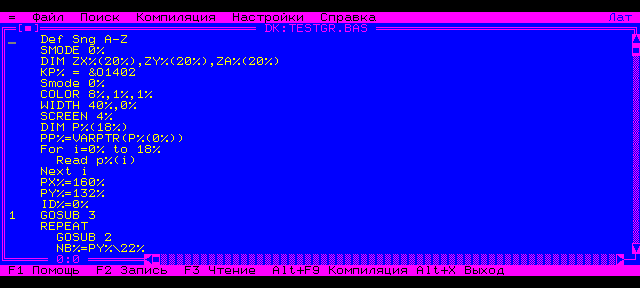 ≡ Файл Поиск Компиляция Настройки Справка Лат
[■] DK:TESTGR.BAS
Def Sng A-Z
SMODE 0%
DIM ZX%(20%),ZY%(20%),ZA%(20%)
KP% = &O1402
Smode 0%
COLOR 8%,1%,1%
WIDTH 40%,0%
SCREEN 4%
DIM P%(18%)
PP%=VARPTR(P%(0%))
For i=0% to 18%
Read p%(i)
Next i
PX%=160%
PY%=132%
ID%=0%
1 GOSUB 3
REPEAT
GOSUB 2
NB%=PY%\22%
0:0
F1 Помощь F2 Запись F3 Чтение Alt+F9 Компиляция Alt+X Выход